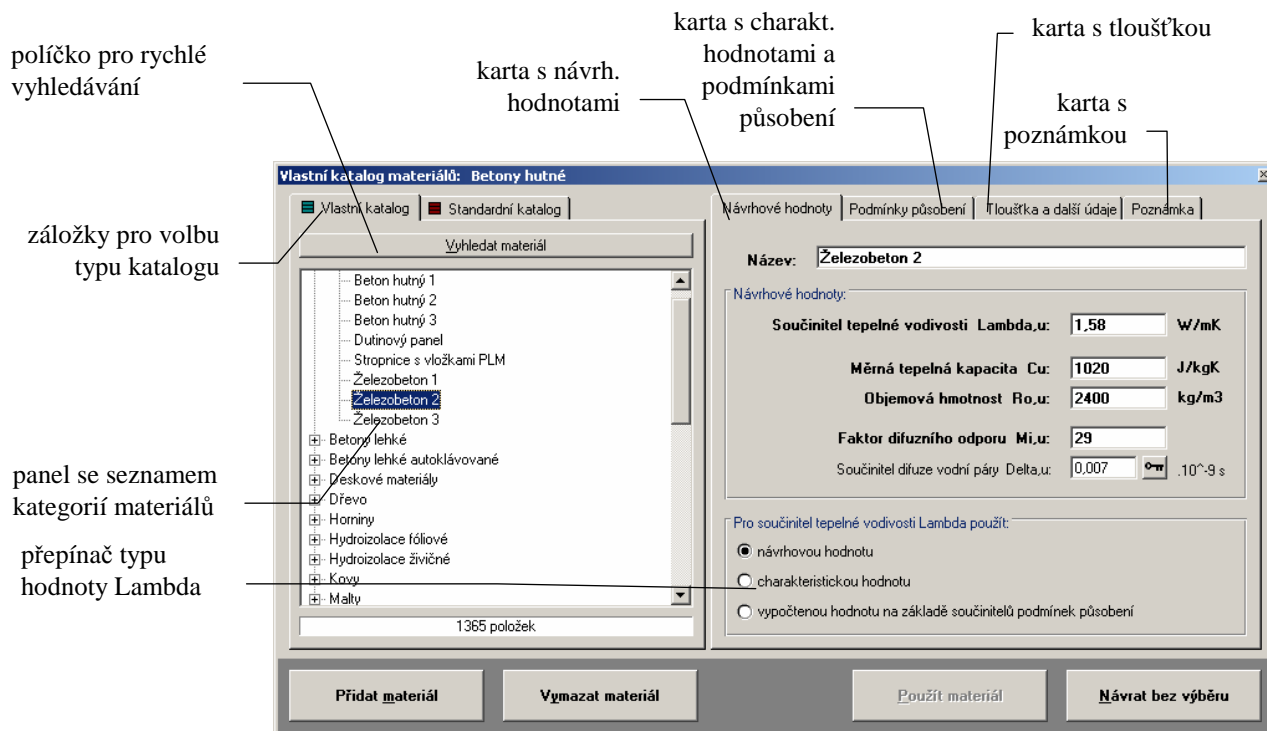 karta s charakt.
hodnotami a
podmínkami
působení
karta s tloušťkou
políčko pro rychlé
vyhledávání
karta s návrh.
hodnotami
karta s
poznámkou
Vlastní katalog materiálů: Betony hutné
Vlastní katalog
Standardní katalog
Návrhové hodnoty
Podmínky působení
Tloušťka a další údaje
Poznámka
záložky pro volbu
typu katalogu
Vyhledat materiál
Název: Železobeton 2
Beton hutný 1
Beton hutný 2
Beton hutný 3
Dutinový panel
Stropnice s vložkami PLM
Železobeton 1
Železobeton 2
Železobeton 3
Betony lehké
Betony lehké autoklávované
Deskové materiály
Dřevo
Horniny
Hydroizolace fóliové
Hydroizolace živičné
Kovy
Malty
1365 položek
panel se seznamem
kategorií materiálů
přepínač typu
hodnoty Lambda
Návrhové hodnoty:
Součinitel tepelné vodivosti Lambda,u: 1,58 W/mK
Měrná tepelná kapacita Cu: 1020 J/kgK
Objemová hmotnost Ro,u: 2400 kg/m3
Faktor difuzního odporu Mi,u: 29
Součinitel difuze vodní páry Delta,u: 0,007 .10^-9 s
Pro součinitel tepelné vodivosti Lambda použít:
návrhovou hodnotu
charakteristickou hodnotu
vypočtenou hodnotu na základě součinitelů podmínek působení
Přidat materiál
Vymazat materiál
Použít materiál
Návrat bez výběru